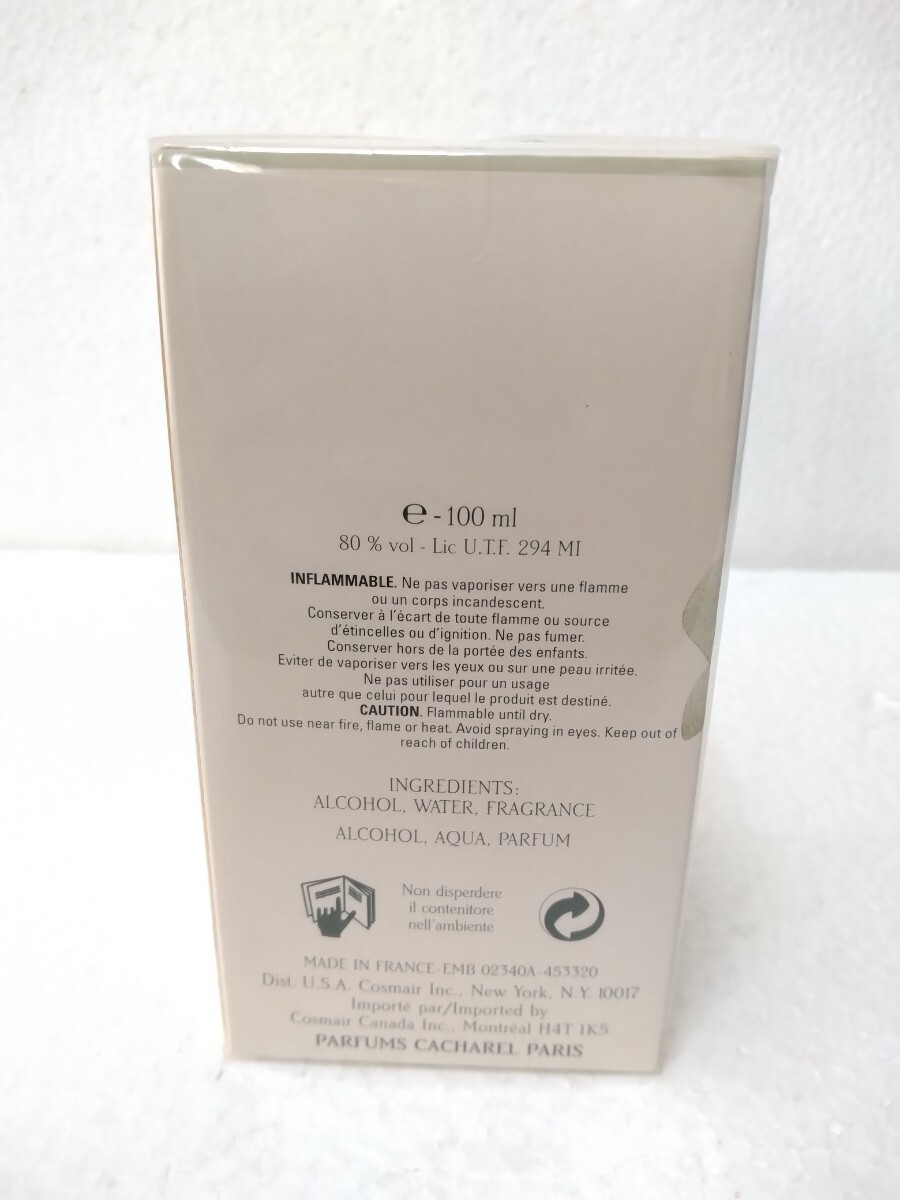 e - 100 ml
80 % vol - Lic U.T.F. 294 MI
INFLAMMABLE. Ne pas vaporiser vers une flamme
ou un corps incandescent.
Conserver à l'écart de toute flamme ou source
d'étincelles ou d'ignition. Ne pas fumer.
Conserver hors de la portée des enfants.
Eviter de vaporiser vers les yeux ou sur une peau irritée.
Ne pas utiliser pour un usage
autre que celui pour lequel le produit est destiné.
CAUTION. Flammable until dry.
Do not use near fire, flame or heat. Avoid spraying in eyes. Keep out of
reach of children.
INGREDIENTS:
ALCOHOL, WATER, FRAGRANCE
ALCOHOL, AQUA, PARFUM
Non disperdere
il contenitore
nell'ambiente
MADE IN FRANCE-EMB 02340A-453320
Dist. U.S.A. Cosmair Inc., New York, N.Y. 10017
Importé par/Imported by
Cosmair Canada Inc., Montréal H4T 1K5
PARFUMS CACHAREL PARIS